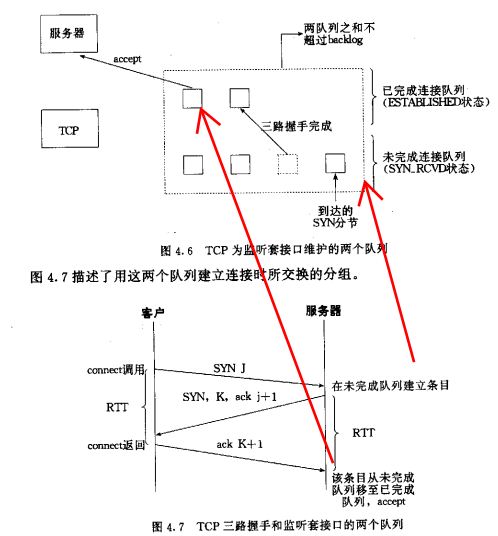 服务器
accept
两队列之和不
超过backlog
已完成连接队列
(ESTABLISHED状态)
TCP
三路握手完成
未完成连接队列
(SYN_RCVD状态)
到达的
SYN分节
图 4.6 TCP 为监听套接口维护的两个队列
图 4.7 描述了用这两个队列建立连接时所交换的分组。
客户
服务器
connect调用
SYN J
在未完成队列建立条目
RTT
SYN, K, ack j+1
RTT
connect返回
ack K+1
该条目从未完成
队列移至已完成
队列，accept
图 4.7 TCP 三路握手和监听套接口的两个队列